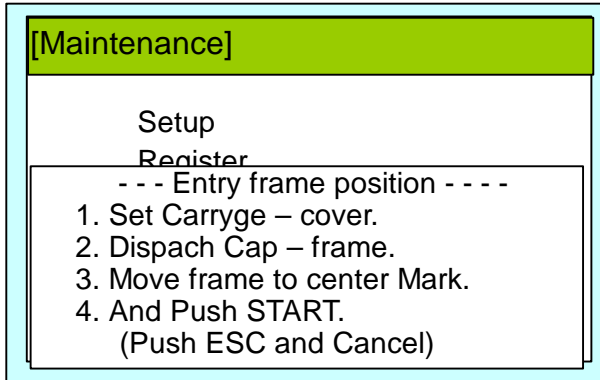 [Maintenance]
Setup
Register
- - - Entry frame position - - - -
1. Set Carryge – cover.
2. Dispach Cap – frame.
3. Move frame to center Mark.
4. And Push START.
(Push ESC and Cancel)